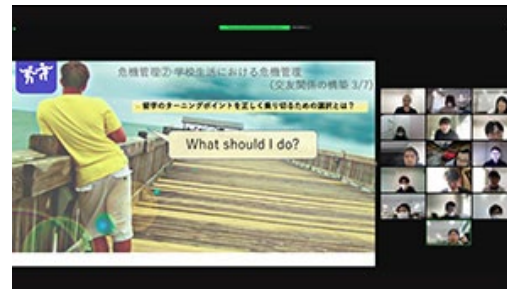 危機管理② 学校生活における危機管理
(交友関係の構築 3/7)
留学のターニングポイントを正しく乗り切るための選択とは?
What should I do?